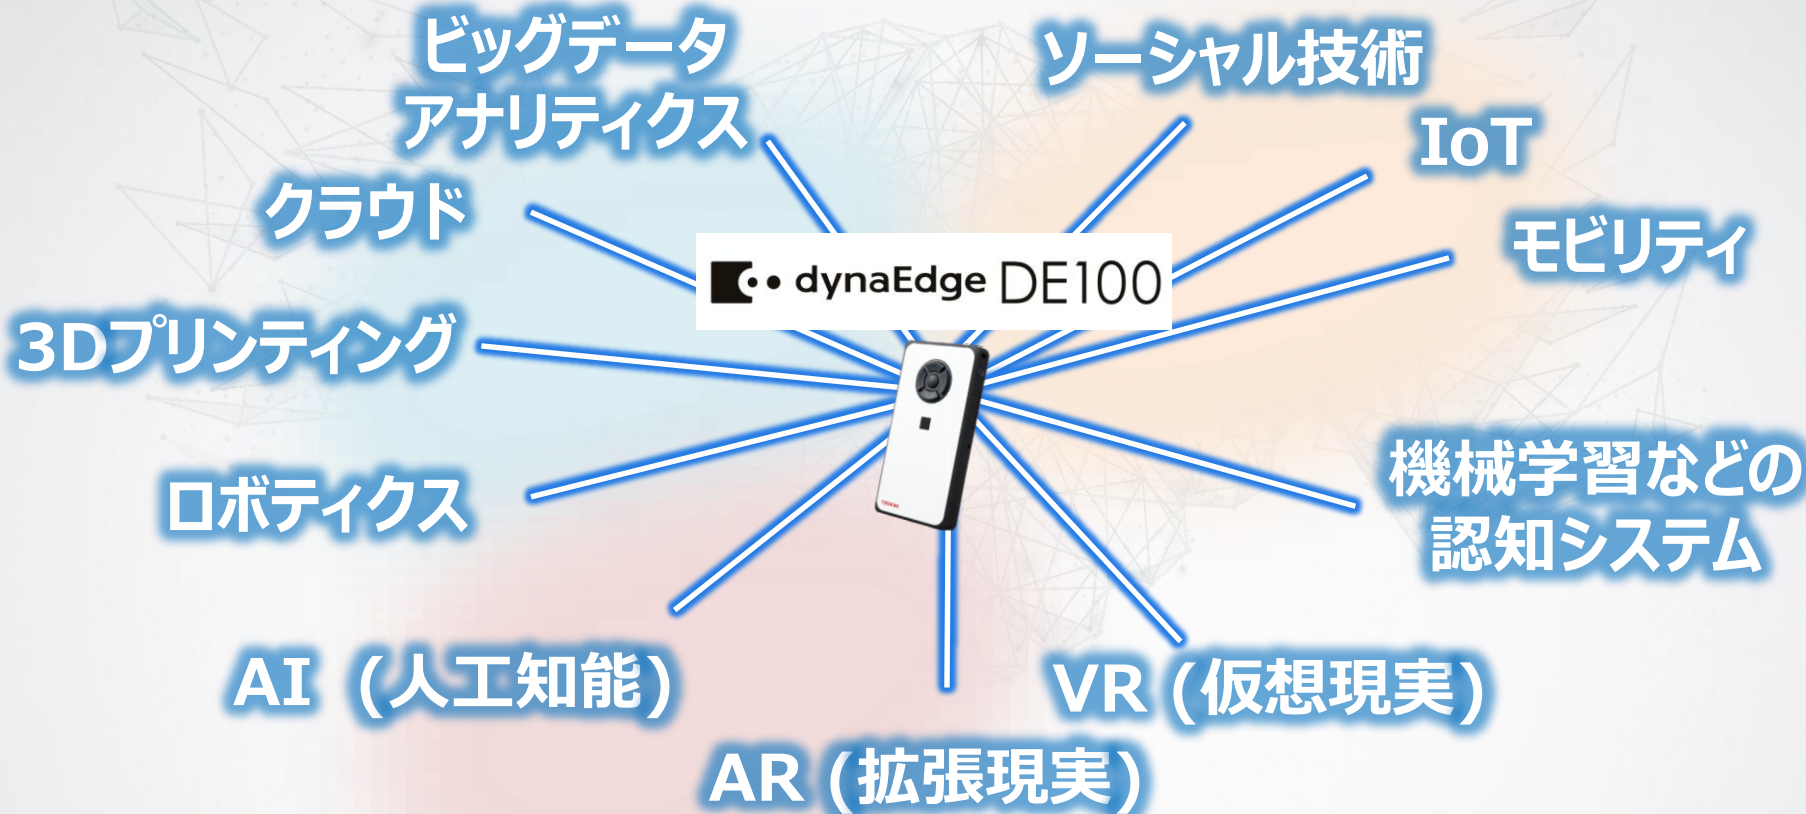 ビッグデータ
アナリティクス
ソーシャル技術
IoT
クラウド
モビリティ
dynaEdge DE100
3Dプリンティング
機械学習などの
認知システム
ロボティクス
TOSHIBA
AI (人工知能)
VR (仮想現実)
AR (拡張現実)